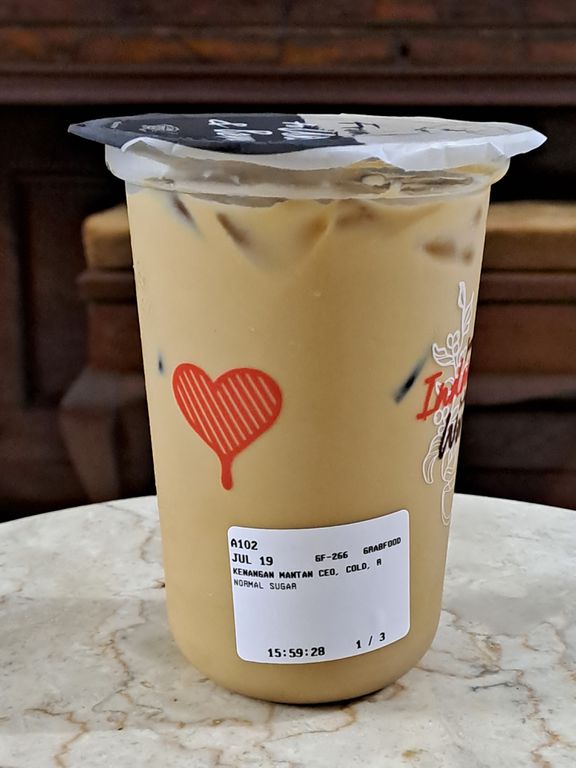 A102
JUL 19 GF-266 GRABFOOD
KENANGAN MANTAN CEO, COLD, R
NORMAL SUGAR
15:59:28 1 / 3